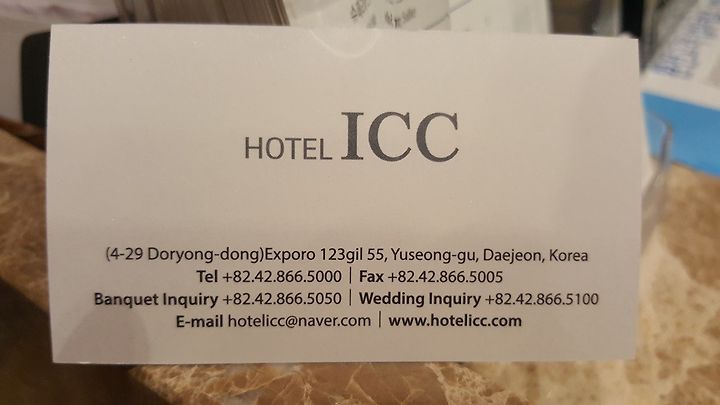 HOTEL ICC
(4-29 Doryong-dong)Exporo 123gil 55, Yuseong-gu, Daejeon, Korea
Tel +82.42.866.5000 | Fax +82.42.866.5005
Banquet Inquiry +82.42.866.5050 | Wedding Inquiry +82.42.866.5100
E-mail hotelicc@naver.com | www.hotelicc.com